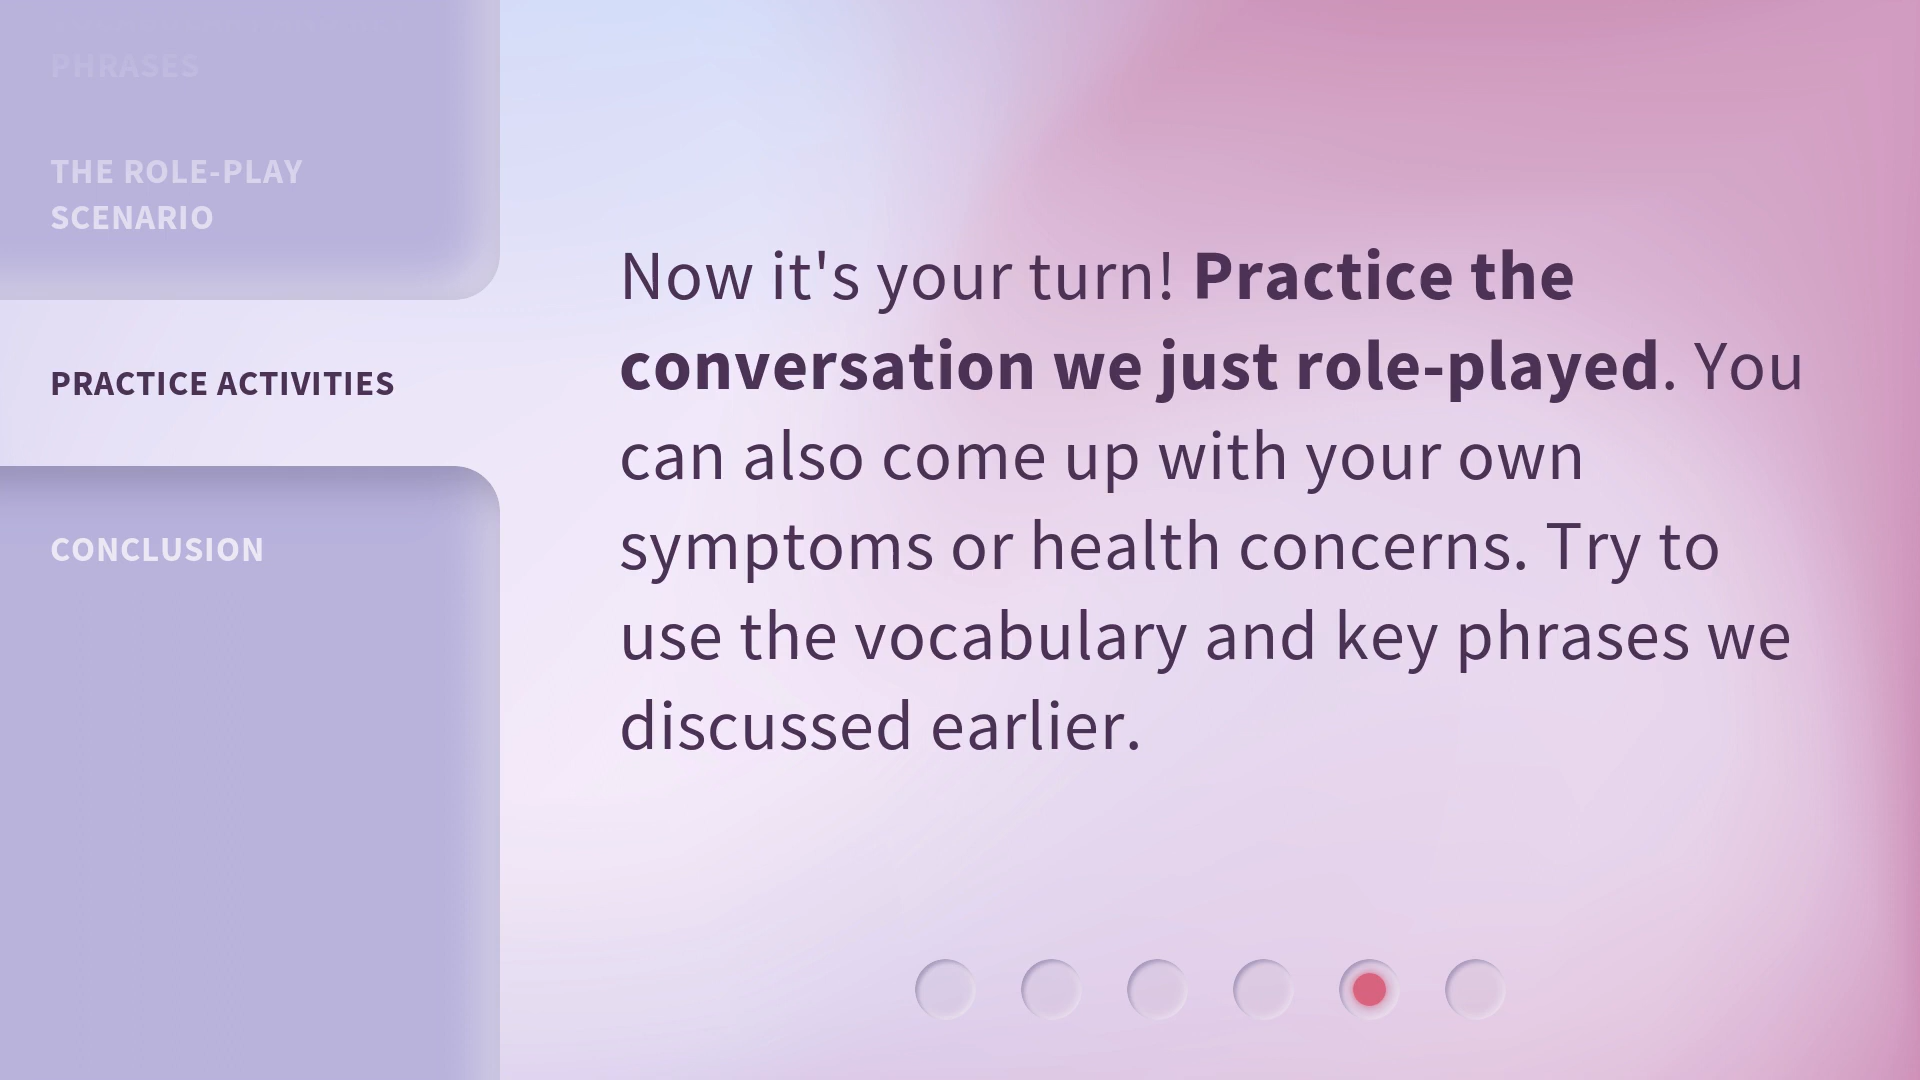 PHRASES
THE ROLE-PLAY
SCENARIO
PRACTICE ACTIVITIES
CONCLUSION
Now it's your turn! Practice the
conversation we just role-played. You
can also come up with your own
symptoms or health concerns. Try to
use the vocabulary and key phrases we
discussed earlier.